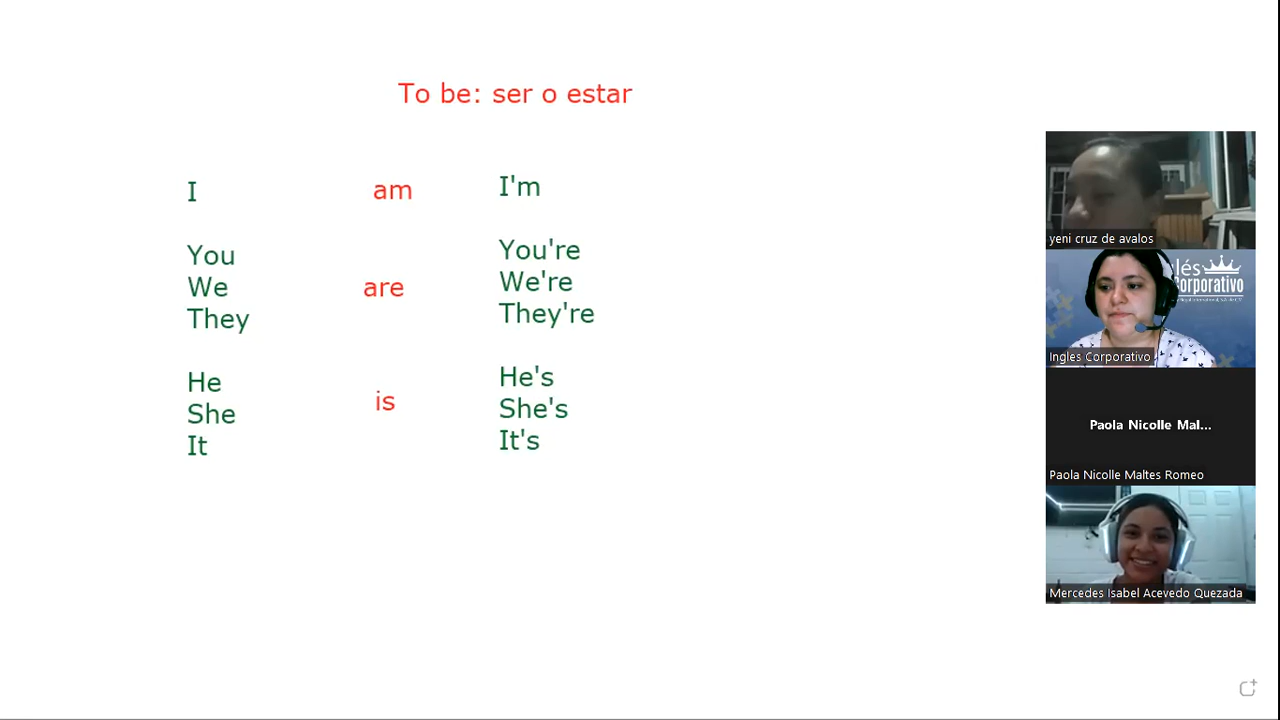 To be: ser o estar
I am I'm
You You're
We are We're
They They're
He He's
She is She's
It It's
yeni cruz de avalos
lés
orporativo
Ingles Corporativo
Paola Nicolle Mal...
Paola Nicolle Maltes Romeo
Mercedes Isabel Acevedo Quezada